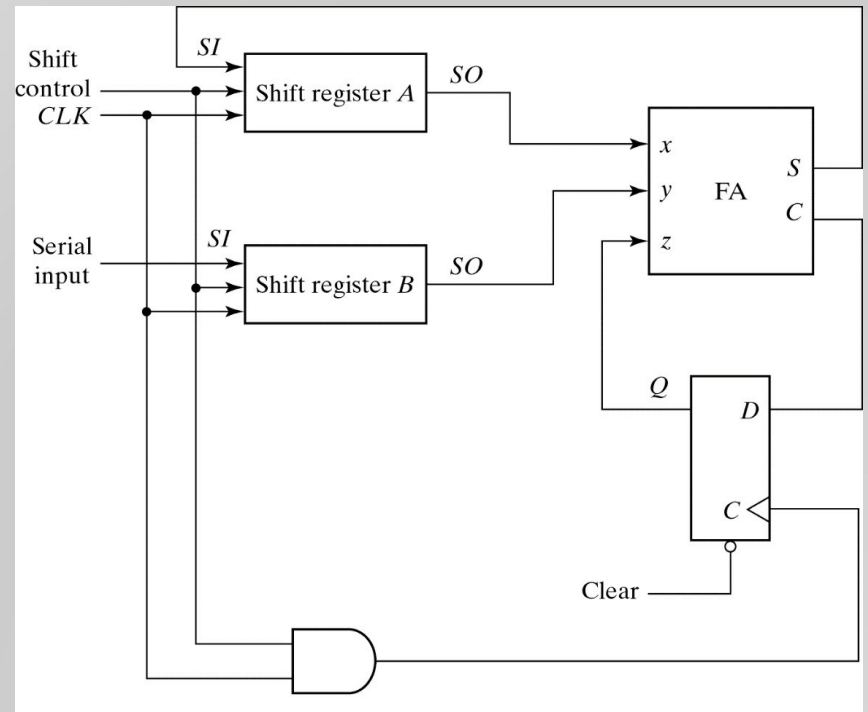 SI
Shift
control
CLK
Shift register A
SO
x
y
z
FA
S
C
Serial
input
SI
Shift register B
SO
Q
D
C
Clear